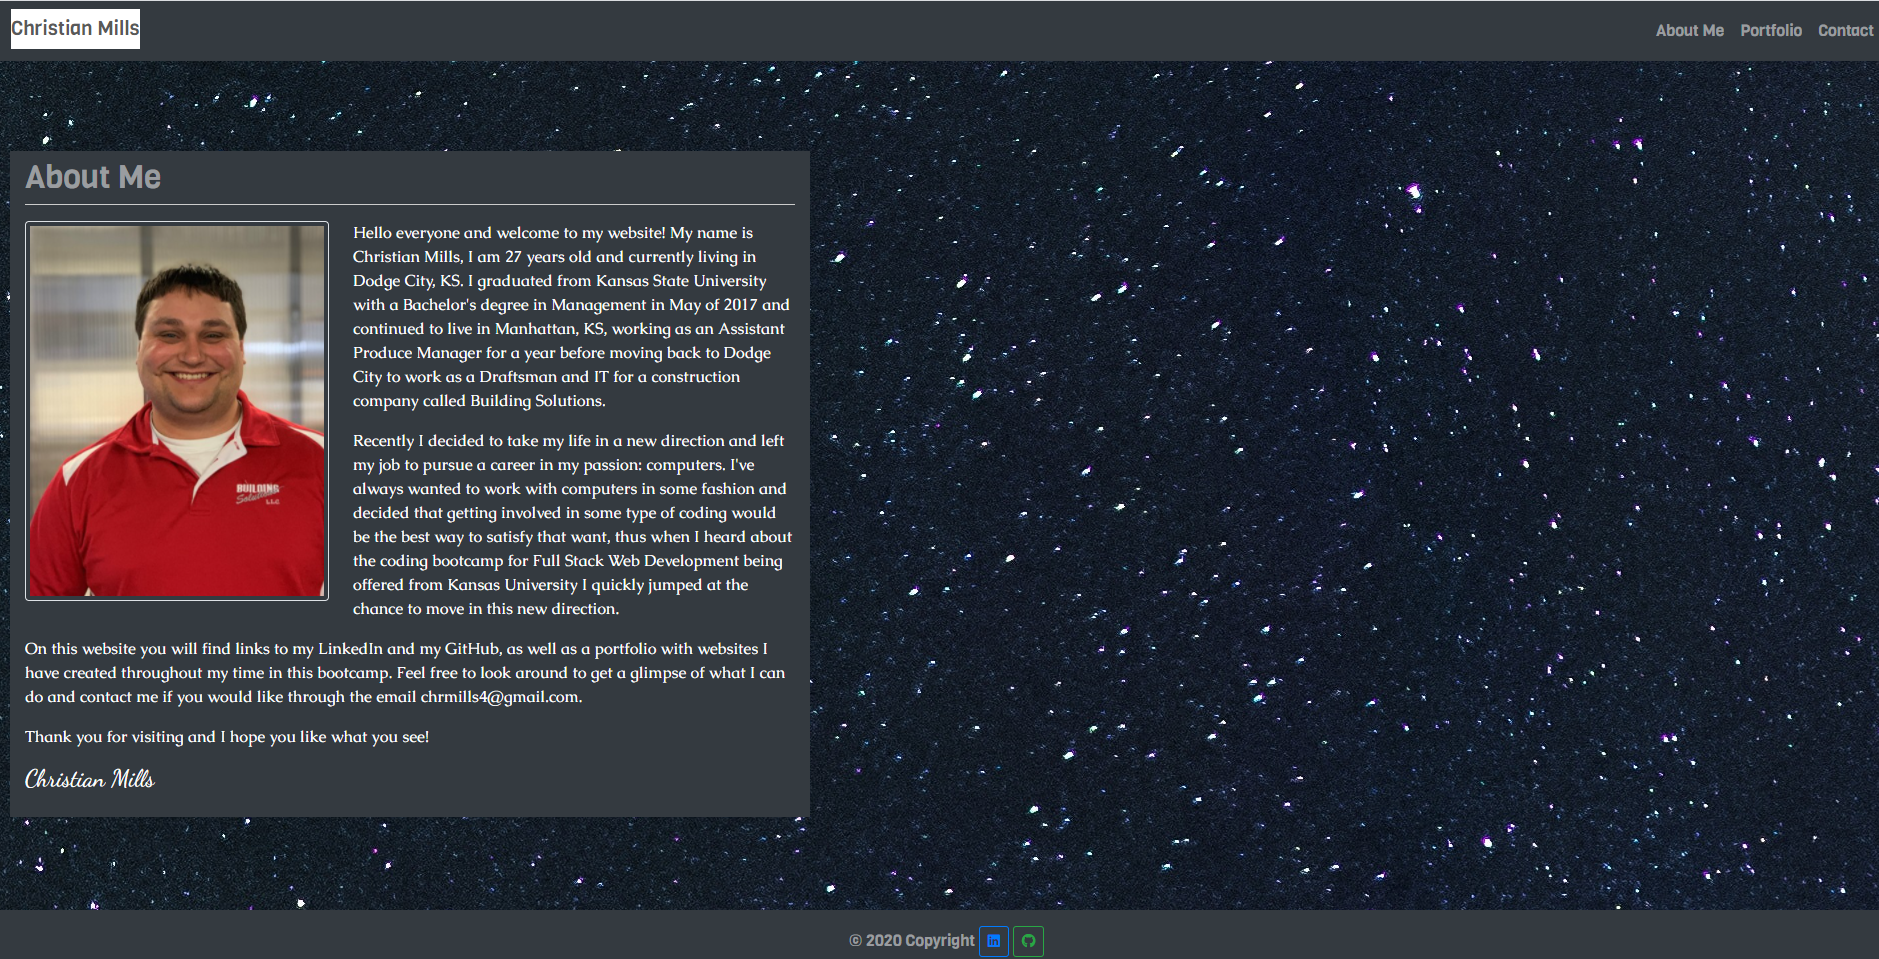 Christian Mills
About Me Portfolio Contact
About Me
Hello everyone and welcome to my website! My name is
Christian Mills, I am 27 years old and currently living in
Dodge City, KS. I graduated from Kansas State University
with a Bachelor's degree in Management in May of 2017 and
continued to live in Manhattan, KS, working as an Assistant
Produce Manager for a year before moving back to Dodge
City to work as a Draftsman and IT for a construction
company called Building Solutions.
Recently I decided to take my life in a new direction and left
my job to pursue a career in my passion: computers. I've
always wanted to work with computers in some fashion and
decided that getting involved in some type of coding would
be the best way to satisfy that want, thus when I heard about
the coding bootcamp for Full Stack Web Development being
offered from Kansas University I quickly jumped at the
chance to move in this new direction.
BUILDING
Solutions
LLC
On this website you will find links to my LinkedIn and my GitHub, as well as a portfolio with websites I
have created throughout my time in this bootcamp. Feel free to look around to get a glimpse of what I can
do and contact me if you would like through the email chrmills4@gmail.com.
Thank you for visiting and I hope you like what you see!
Christian Mills
© 2020 Copyright in